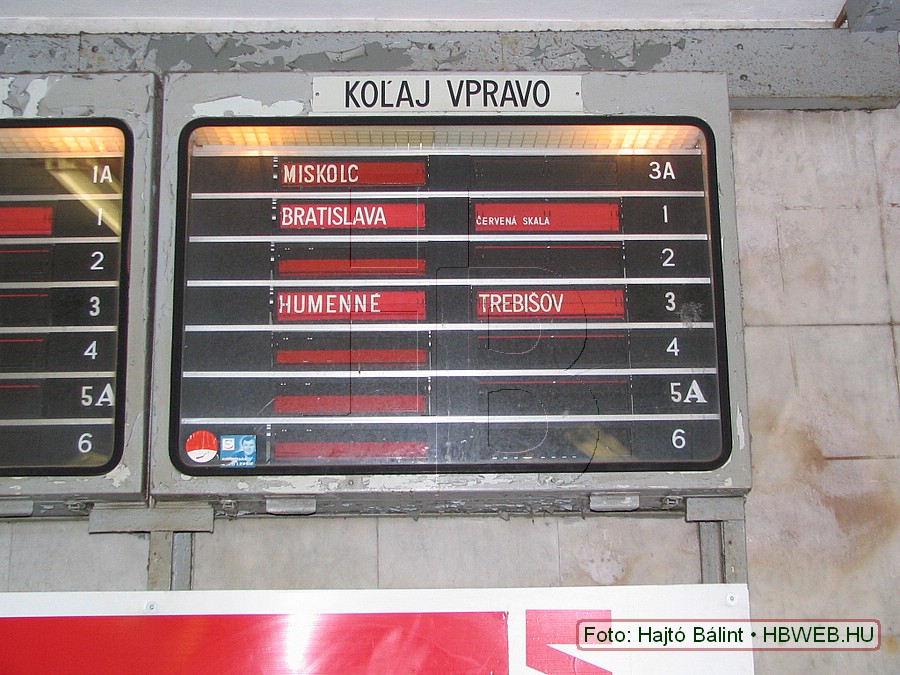 KOĽAJ VPRAVO
1A
1
2
3
4
5A
6
MISKOLC 3A
BRATISLAVA ČERVENÁ SKALA 1
2
HUMENNÉ TREBIŠOV 3
4
5A
6
Foto: Hajtó Bálint • HBWEB.HU